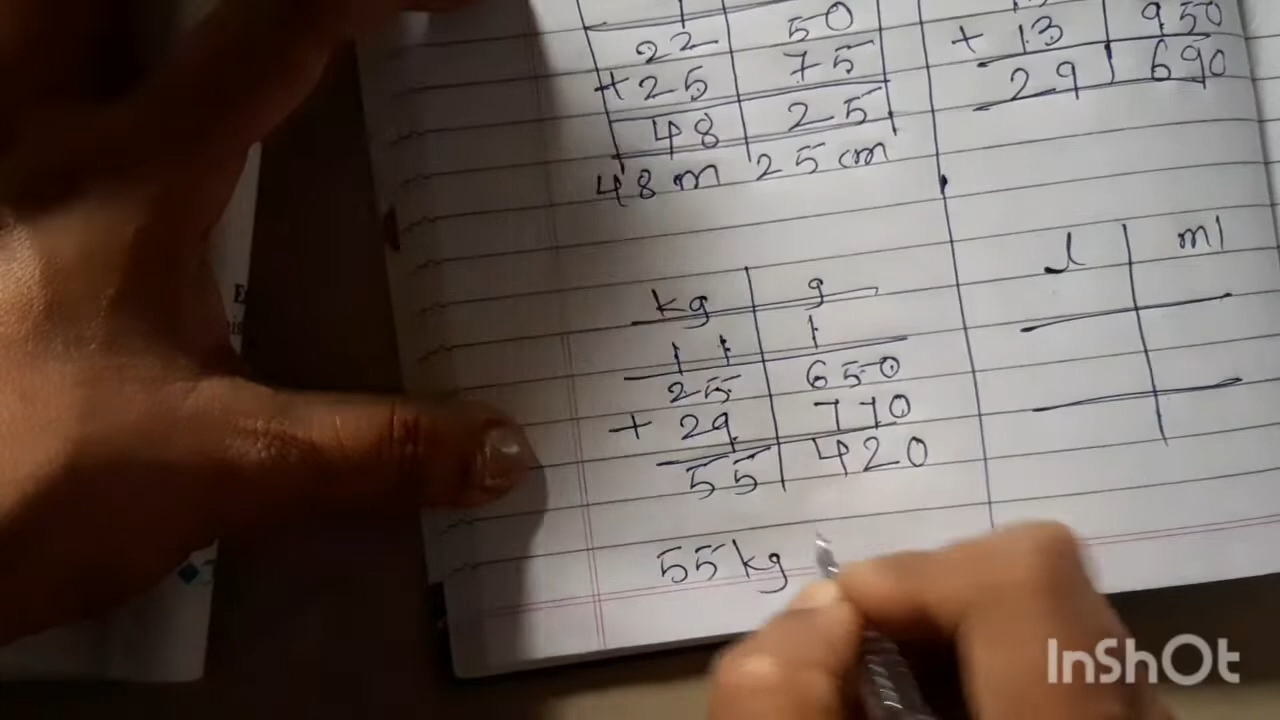 22 | 50
+ 25 | 75
48 | 25
48 m 25 cm
+ 13 | 950
29 | 690
kg | g
1 1 | 1
25 | 650
+ 29 | 770
55 | 420
55 kg
l | ml
InShOt